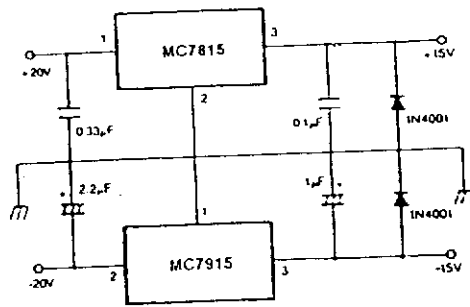 1
MC7815
3
+20V
+15V
2
0.33µF
0.1µF
1N4001
2.2µF
+
1µF
+
1
1N4001
2
MC7915
3
-20V
-15V